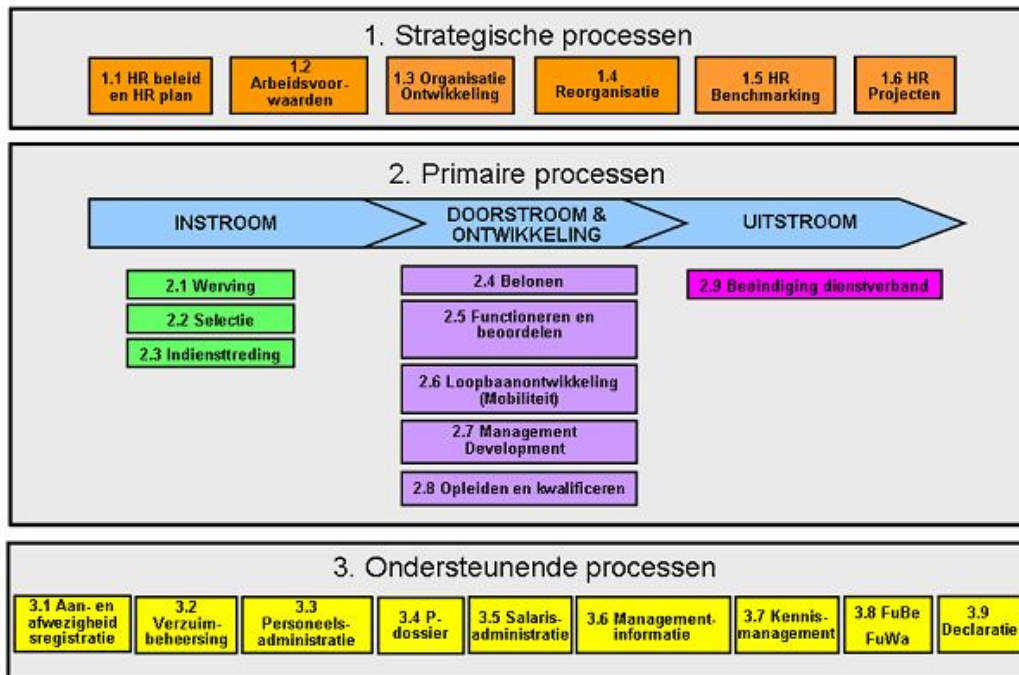 1. Strategische processen
1.1 HR beleid
en HR plan
1.2
Arbeidsvoor-
waarden
1.3 Organisatie
Ontwikkeling
1.4
Reorganisatie
1.5 HR
Benchmarking
1.6 HR
Projecten
2. Primaire processen
INSTROOM
DOORSTROOM &
ONTWIKKELING
UITSTROOM
2.1 Werving
2.2 Selectie
2.3 Indiensttreding
2.4 Belonen
2.5 Functioneren en
beoordelen
2.6 Loopbaanontwikkeling
(Mobiliteit)
2.7 Management
Development
2.8 Opleiden en kwalificeren
2.9 Beëindiging dienstverband
3. Ondersteunende processen
3.1 Aan- en
afwezigheid
sregistratie
3.2
Verzuim-
beheersing
3.3
Personeels-
administratie
3.4 P-
dossier
3.5 Salaris-
administratie
3.6 Management-
informatie
3.7 Kennis-
management
3.8 FuBe
FuWa
3.9
Declaratie